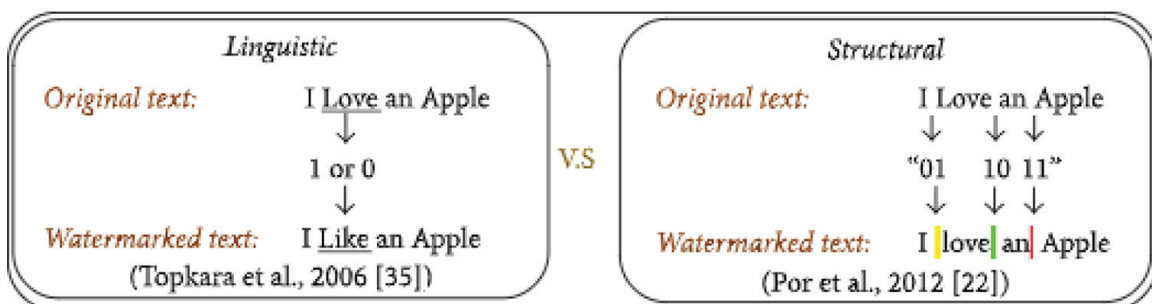 Linguistic
Original text: I Love an Apple
1 or 0
Watermarked text: I Like an Apple
(Topkara et al., 2006 [35])
V.S
Structural
Original text: I Love an Apple
“01 10 11”
Watermarked text: I love an Apple
(Por et al., 2012 [22])